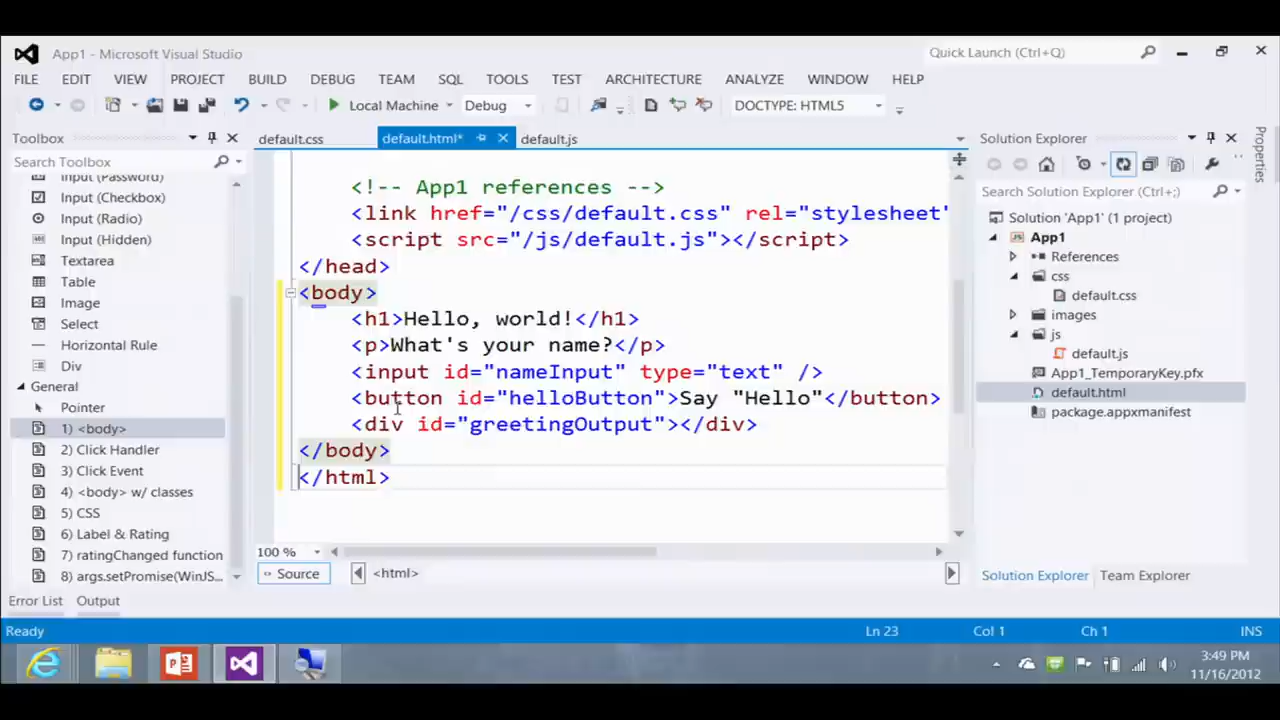 App1 - Microsoft Visual Studio
Quick Launch (Ctrl+Q)
FILE EDIT VIEW PROJECT BUILD DEBUG TEAM SQL TOOLS TEST ARCHITECTURE ANALYZE WINDOW HELP
Local Machine Debug DOCTYPE: HTML5
Toolbox
Search Toolbox
Input (Password)
Input (Checkbox)
Input (Radio)
Input (Hidden)
Textarea
Table
Image
Select
Horizontal Rule
Div
General
Pointer
1) <body>
2) Click Handler
3) Click Event
4) <body> w/ classes
5) CSS
6) Label & Rating
7) ratingChanged function
8) args.setPromise(WinJS...
Error List Output
default.css default.html* default.js
<!-- App1 references -->
<link href="/css/default.css" rel="stylesheet"
<script src="/js/default.js"></script>
</head>
<body>
<h1>Hello, world!</h1>
<p>What's your name?</p>
<input id="nameInput" type="text" />
<button id="helloButton">Say "Hello"</button>
<div id="greetingOutput"></div>
</body>
</html>
100 %
Source <html>
Solution Explorer
Search Solution Explorer (Ctrl+;)
Solution 'App1' (1 project)
App1
References
css
default.css
images
js
default.js
App1_TemporaryKey.pfx
default.html
package.appxmanifest
Solution Explorer Team Explorer
Properties
Ready Ln 23 Col 1 Ch 1 INS
3:49 PM
11/16/2012